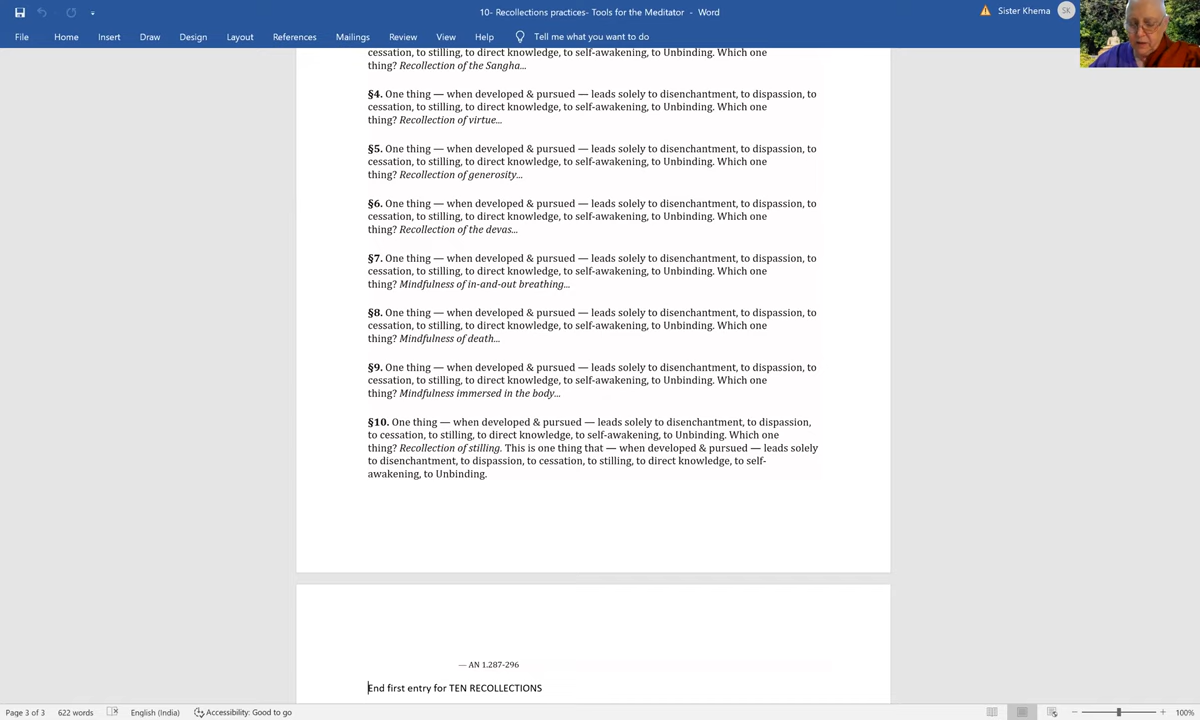 10- Recollections practices- Tools for the Meditator - Word
Sister Khema
SK
File Home Insert Draw Design Layout References Mailings Review View Help Tell me what you want to do
cessation, to stilling, to direct knowledge, to self-awakening, to Unbinding. Which one
thing? Recollection of the Sangha...
§4. One thing — when developed & pursued — leads solely to disenchantment, to dispassion, to
cessation, to stilling, to direct knowledge, to self-awakening, to Unbinding. Which one
thing? Recollection of virtue...
§5. One thing — when developed & pursued — leads solely to disenchantment, to dispassion, to
cessation, to stilling, to direct knowledge, to self-awakening, to Unbinding. Which one
thing? Recollection of generosity...
§6. One thing — when developed & pursued — leads solely to disenchantment, to dispassion, to
cessation, to stilling, to direct knowledge, to self-awakening, to Unbinding. Which one
thing? Recollection of the devas...
§7. One thing — when developed & pursued — leads solely to disenchantment, to dispassion, to
cessation, to stilling, to direct knowledge, to self-awakening, to Unbinding. Which one
thing? Mindfulness of in-and-out breathing...
§8. One thing — when developed & pursued — leads solely to disenchantment, to dispassion, to
cessation, to stilling, to direct knowledge, to self-awakening, to Unbinding. Which one
thing? Mindfulness of death...
§9. One thing — when developed & pursued — leads solely to disenchantment, to dispassion, to
cessation, to stilling, to direct knowledge, to self-awakening, to Unbinding. Which one
thing? Mindfulness immersed in the body...
§10. One thing — when developed & pursued — leads solely to disenchantment, to dispassion,
to cessation, to stilling, to direct knowledge, to self-awakening, to Unbinding. Which one
thing? Recollection of stilling. This is one thing that — when developed & pursued — leads solely
to disenchantment, to dispassion, to cessation, to stilling, to direct knowledge, to self-
awakening, to Unbinding.
— AN 1.287-296
End first entry for TEN RECOLLECTIONS
Page 3 of 3 622 words English (India) Accessibility: Good to go 100%